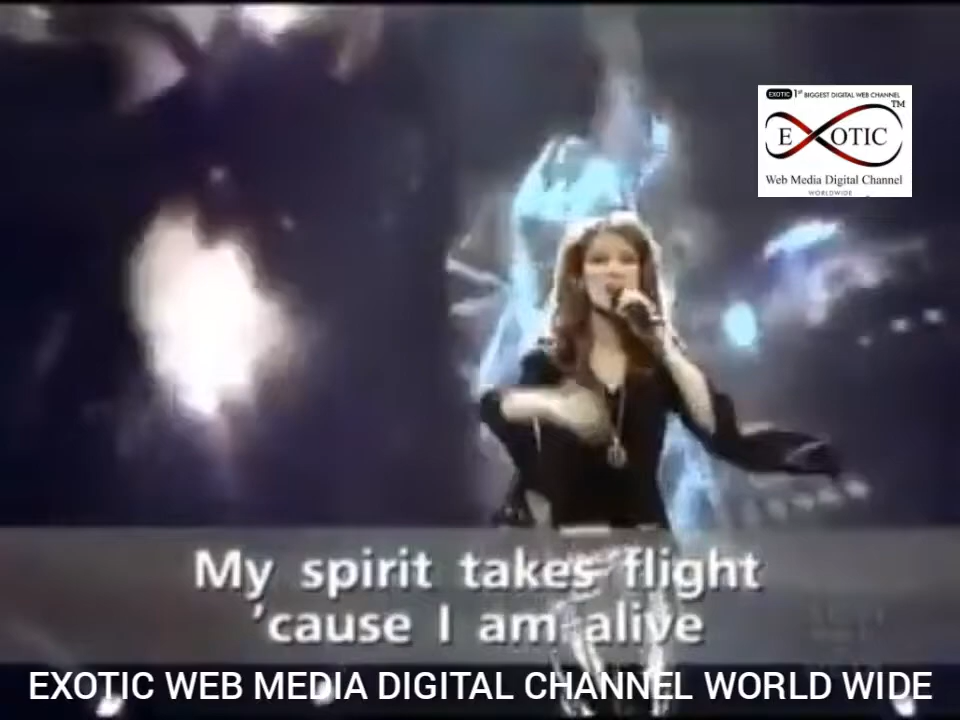 EXOTIC 1st BIGGEST DIGITAL WEB CHANNEL
EXOTIC TM
Web Media Digital Channel
WORLDWIDE
My spirit takes flight
'cause I am alive
EXOTIC WEB MEDIA DIGITAL CHANNEL WORLD WIDE